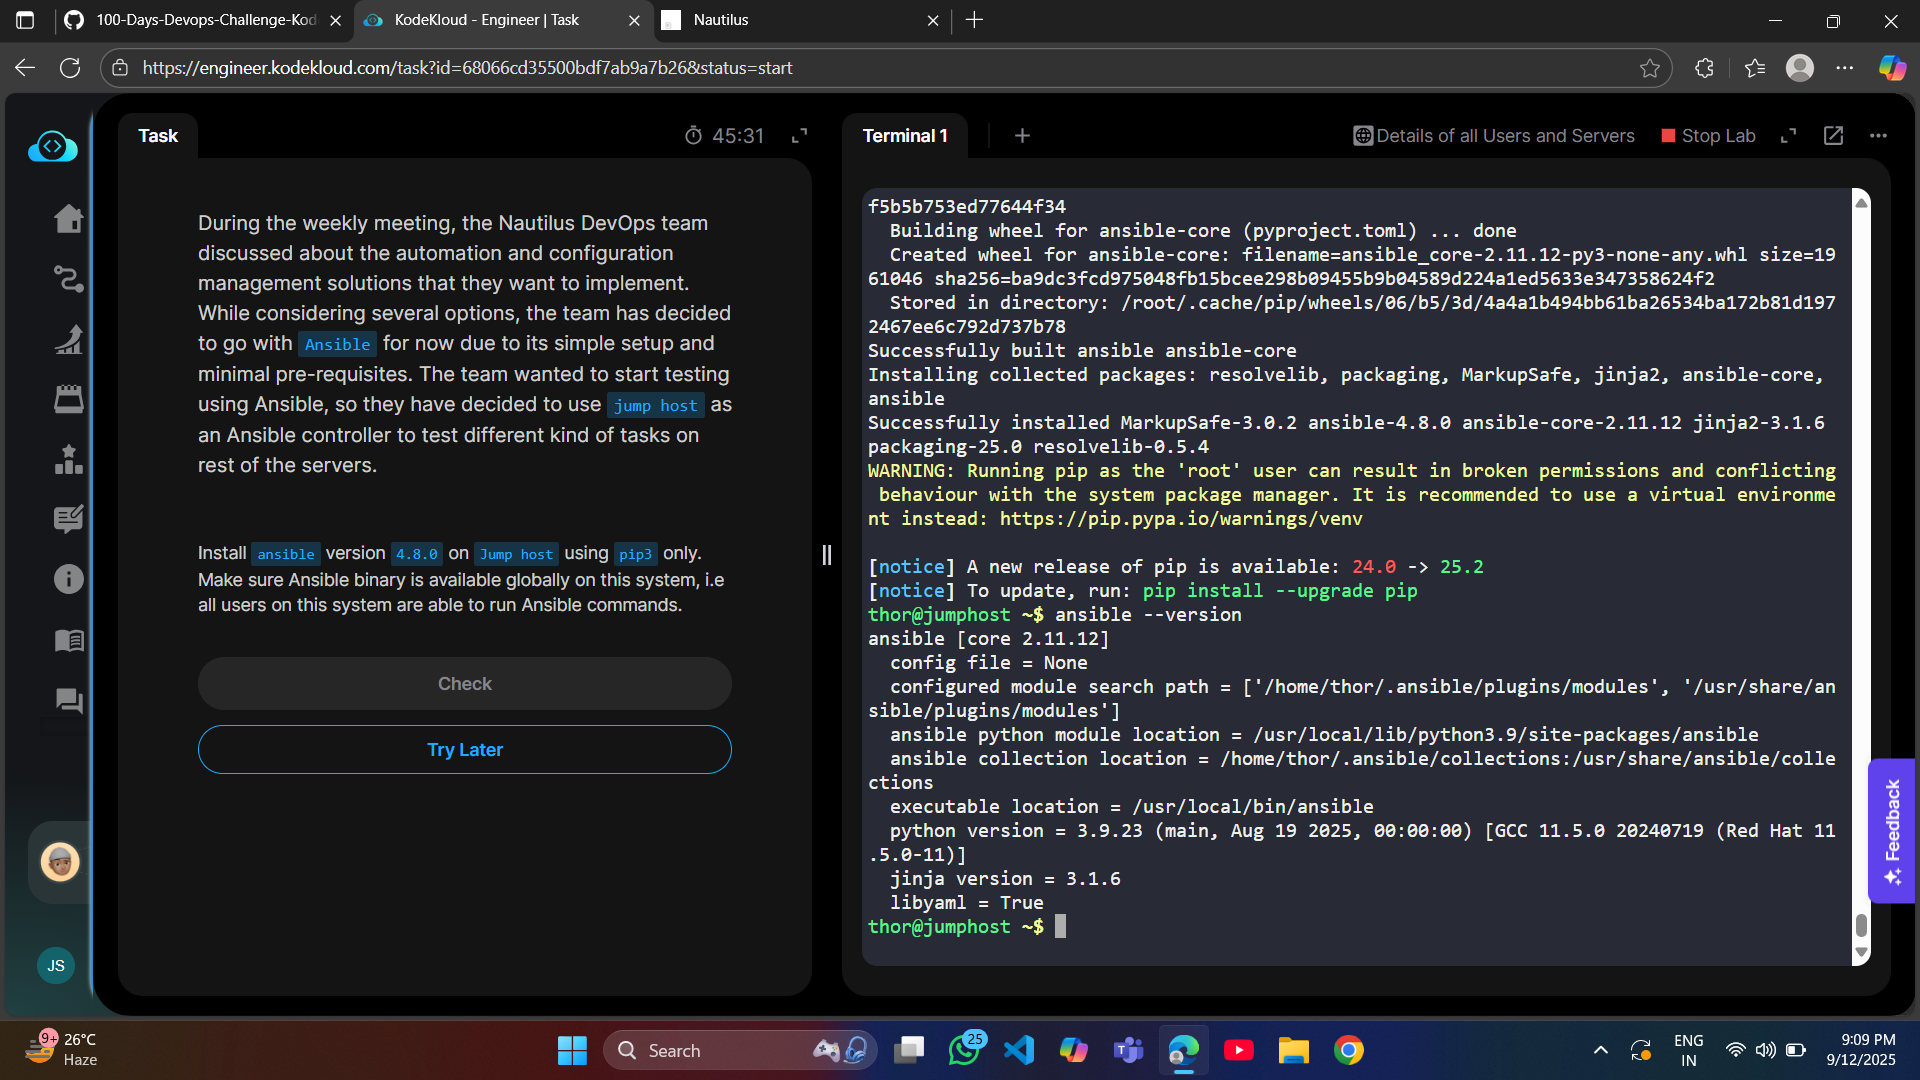 100-Days-Devops-Challenge-Kod
KodeKloud - Engineer | Task
Nautilus
https://engineer.kodekloud.com/task?id=68066cd35500bdf7ab9a7b26&status=start
Task
45:31
During the weekly meeting, the Nautilus DevOps team
discussed about the automation and configuration
management solutions that they want to implement.
While considering several options, the team has decided
to go with Ansible for now due to its simple setup and
minimal pre-requisites. The team wanted to start testing
using Ansible, so they have decided to use jump host as
an Ansible controller to test different kind of tasks on
rest of the servers.
Install ansible version 4.8.0 on Jump host using pip3 only.
Make sure Ansible binary is available globally on this system, i.e
all users on this system are able to run Ansible commands.
Check
Try Later
JS
Terminal 1
Details of all Users and Servers
Stop Lab
f5b5b753ed77644f34
Building wheel for ansible-core (pyproject.toml) ... done
Created wheel for ansible-core: filename=ansible_core-2.11.12-py3-none-any.whl size=19
61046 sha256=ba9dc3fcd975048fb15bcee298b09455b9b04589d224a1ed5633e347358624f2
Stored in directory: /root/.cache/pip/wheels/06/b5/3d/4a4a1b494bb61ba26534ba172b81d197
2467ee6c792d737b78
Successfully built ansible ansible-core
Installing collected packages: resolvelib, packaging, MarkupSafe, jinja2, ansible-core,
ansible
Successfully installed MarkupSafe-3.0.2 ansible-4.8.0 ansible-core-2.11.12 jinja2-3.1.6
packaging-25.0 resolvelib-0.5.4
WARNING: Running pip as the 'root' user can result in broken permissions and conflicting
behaviour with the system package manager. It is recommended to use a virtual environme
nt instead: https://pip.pypa.io/warnings/venv
[notice] A new release of pip is available: 24.0 -> 25.2
[notice] To update, run: pip install --upgrade pip
thor@jumphost ~$ ansible --version
ansible [core 2.11.12]
config file = None
configured module search path = ['/home/thor/.ansible/plugins/modules', '/usr/share/an
sible/plugins/modules']
ansible python module location = /usr/local/lib/python3.9/site-packages/ansible
ansible collection location = /home/thor/.ansible/collections:/usr/share/ansible/colle
ctions
executable location = /usr/local/bin/ansible
python version = 3.9.23 (main, Aug 19 2025, 00:00:00) [GCC 11.5.0 20240719 (Red Hat 11
.5.0-11)]
jinja version = 3.1.6
libyaml = True
thor@jumphost ~$
Feedback
9+
26°C
Haze
Search
25
ENG
IN
9:09 PM
9/12/2025